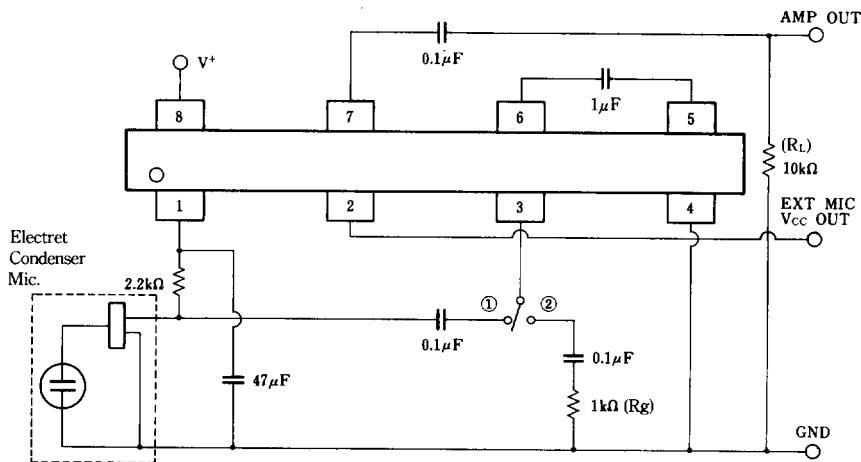 AMP OUT
0.1μF
V⁺
1μF
8
7
6
5
(RL)
10kΩ
1
2
3
4
EXT MIC
VCC OUT
Electret
Condenser
Mic.
2.2kΩ
①
②
0.1μF
0.1μF
47μF
1kΩ (Rg)
GND